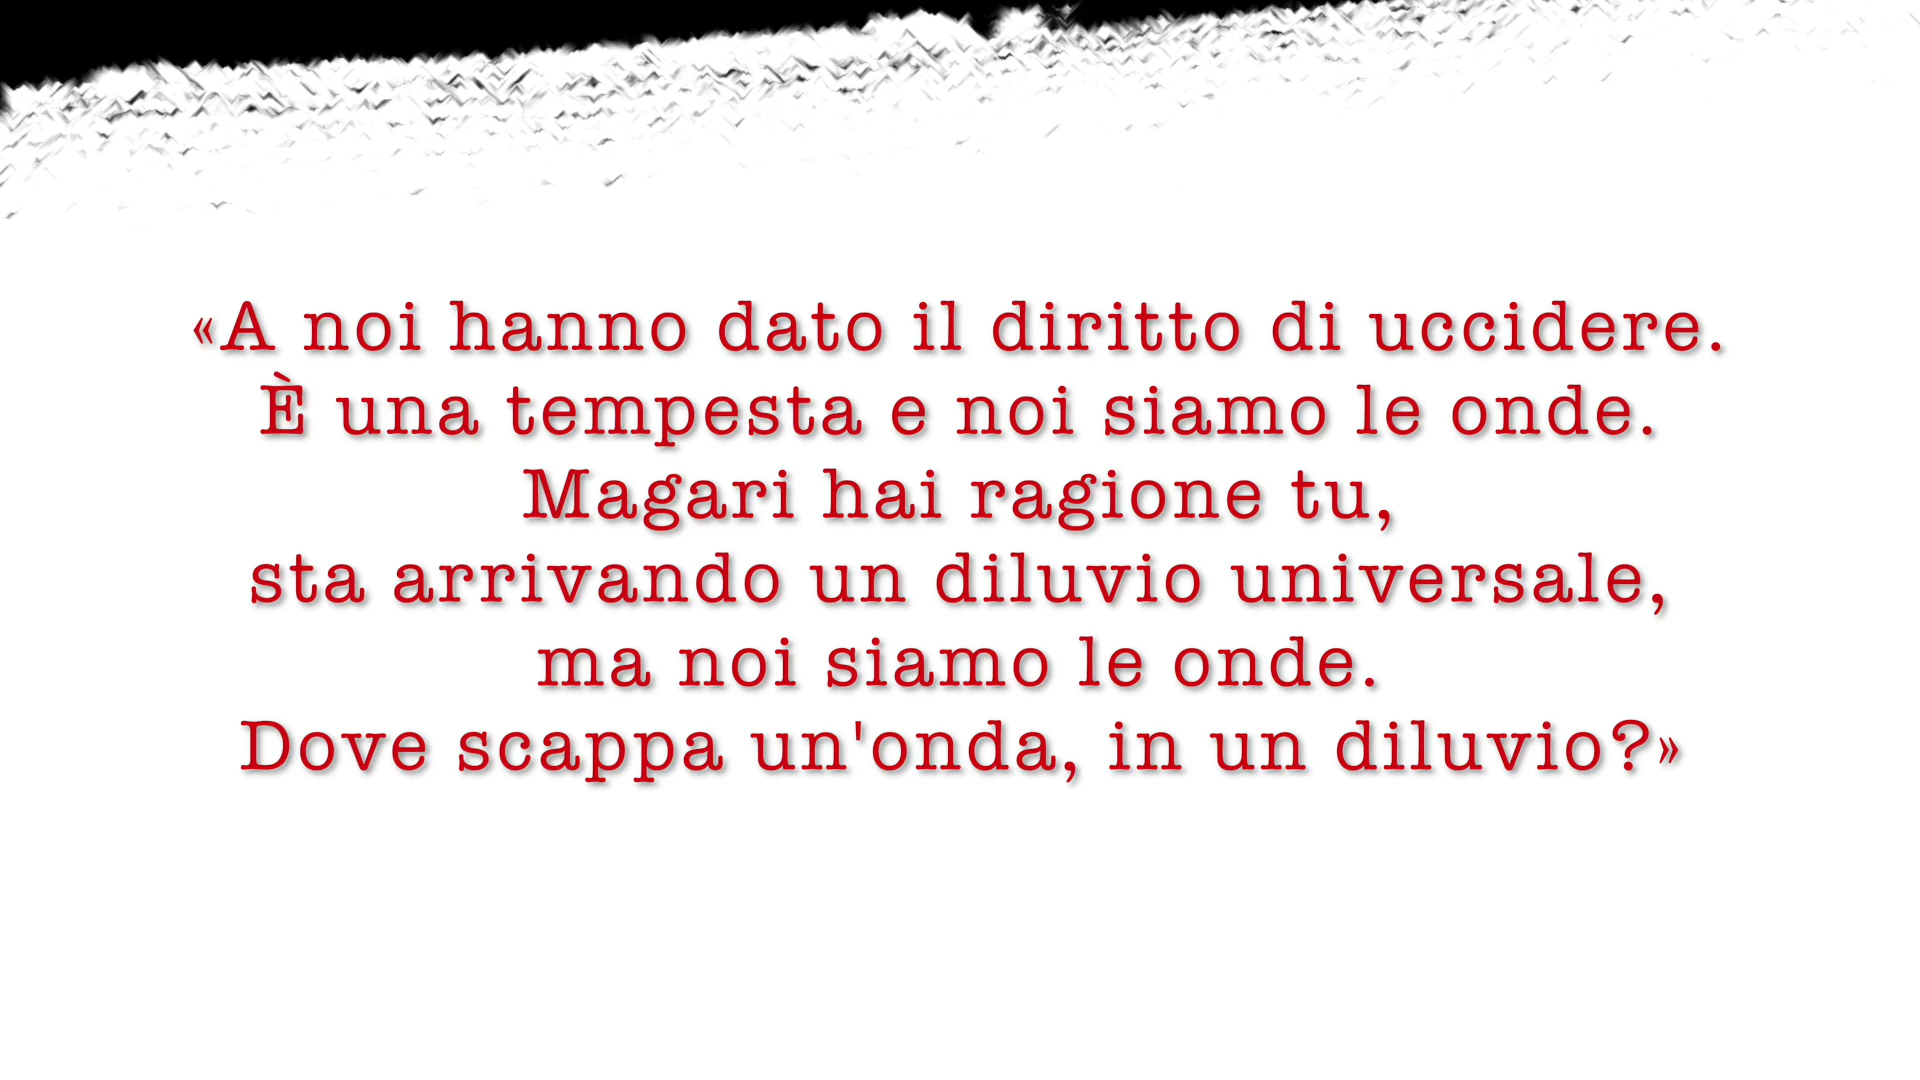 «A noi hanno dato il diritto di uccidere.
È una tempesta e noi siamo le onde.
Magari hai ragione tu,
sta arrivando un diluvio universale,
ma noi siamo le onde.
Dove scappa un'onda, in un diluvio?»